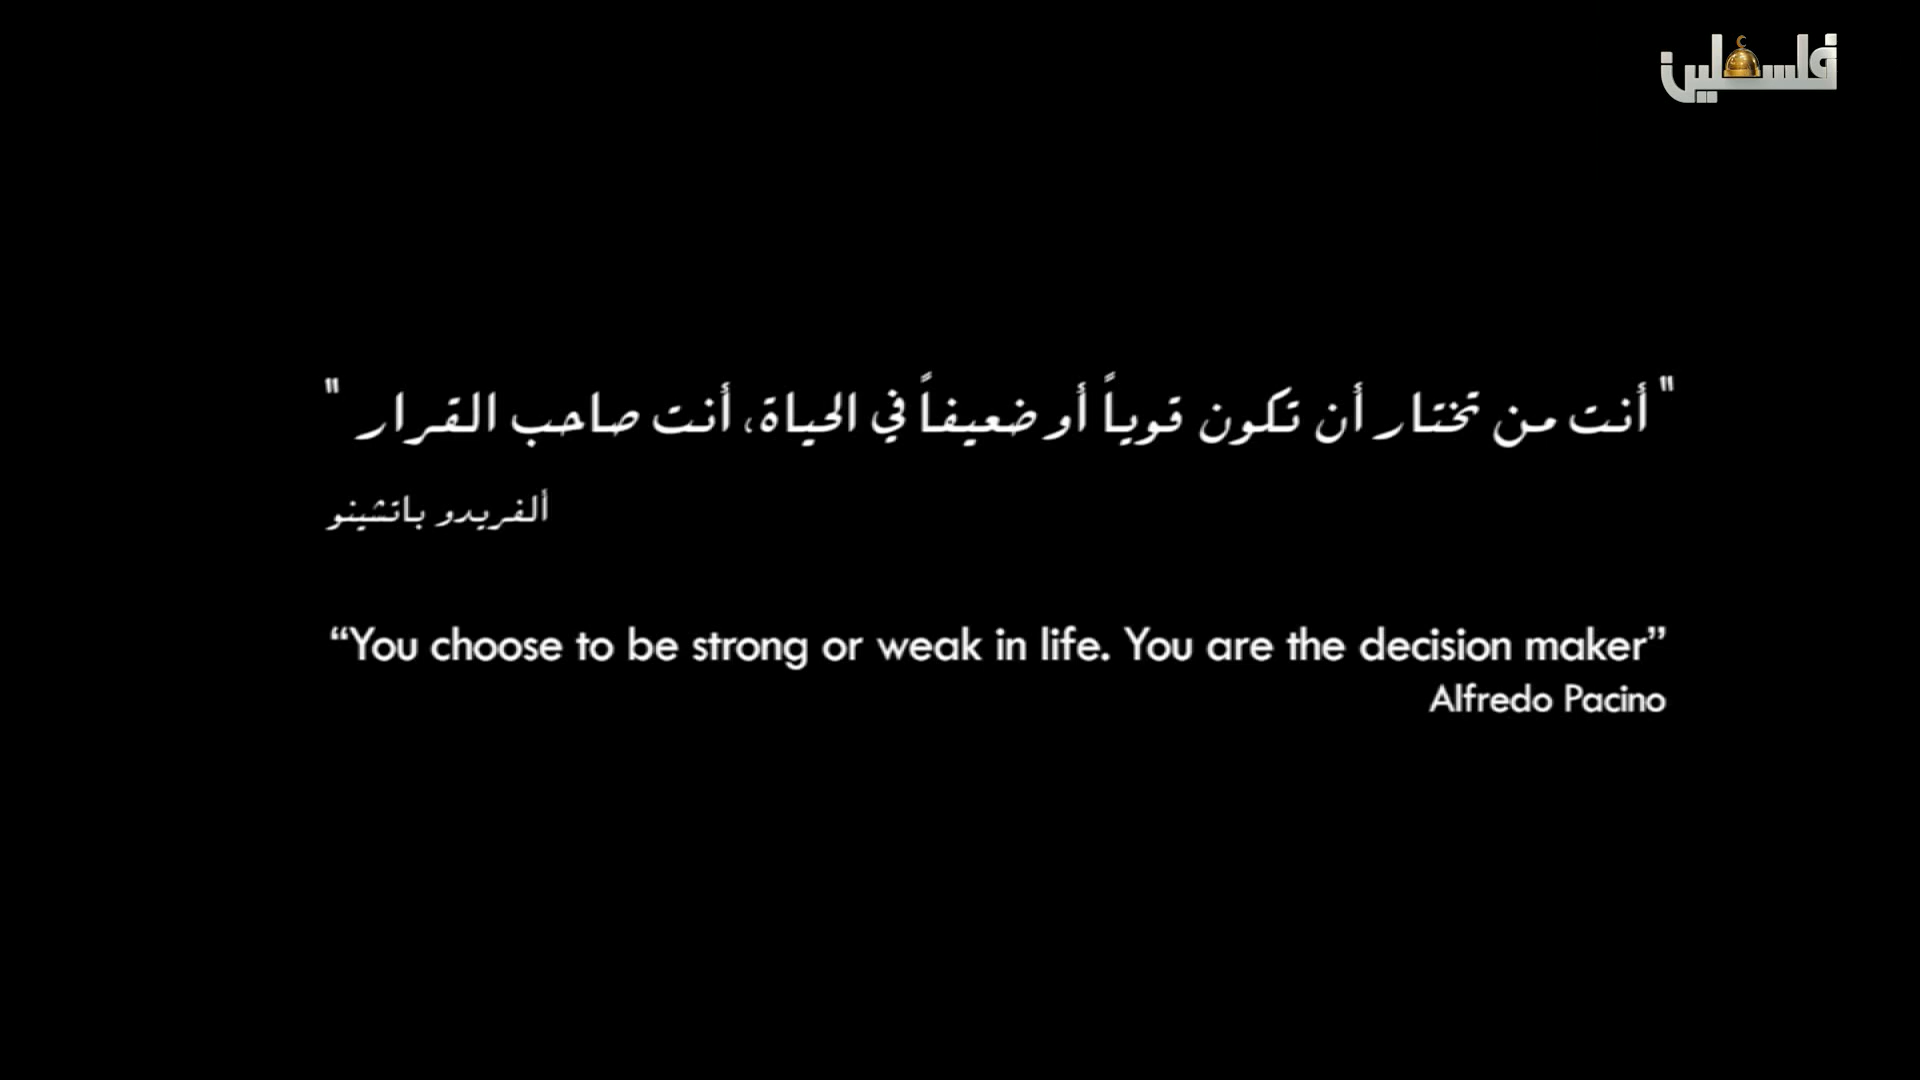 فلسطين
" أنت من تختار أن تكون قوياً أو ضعيفاً في الحياة، أنت صاحب القرار "
ألفريدو باتشينو
“You choose to be strong or weak in life. You are the decision maker”
Alfredo Pacino